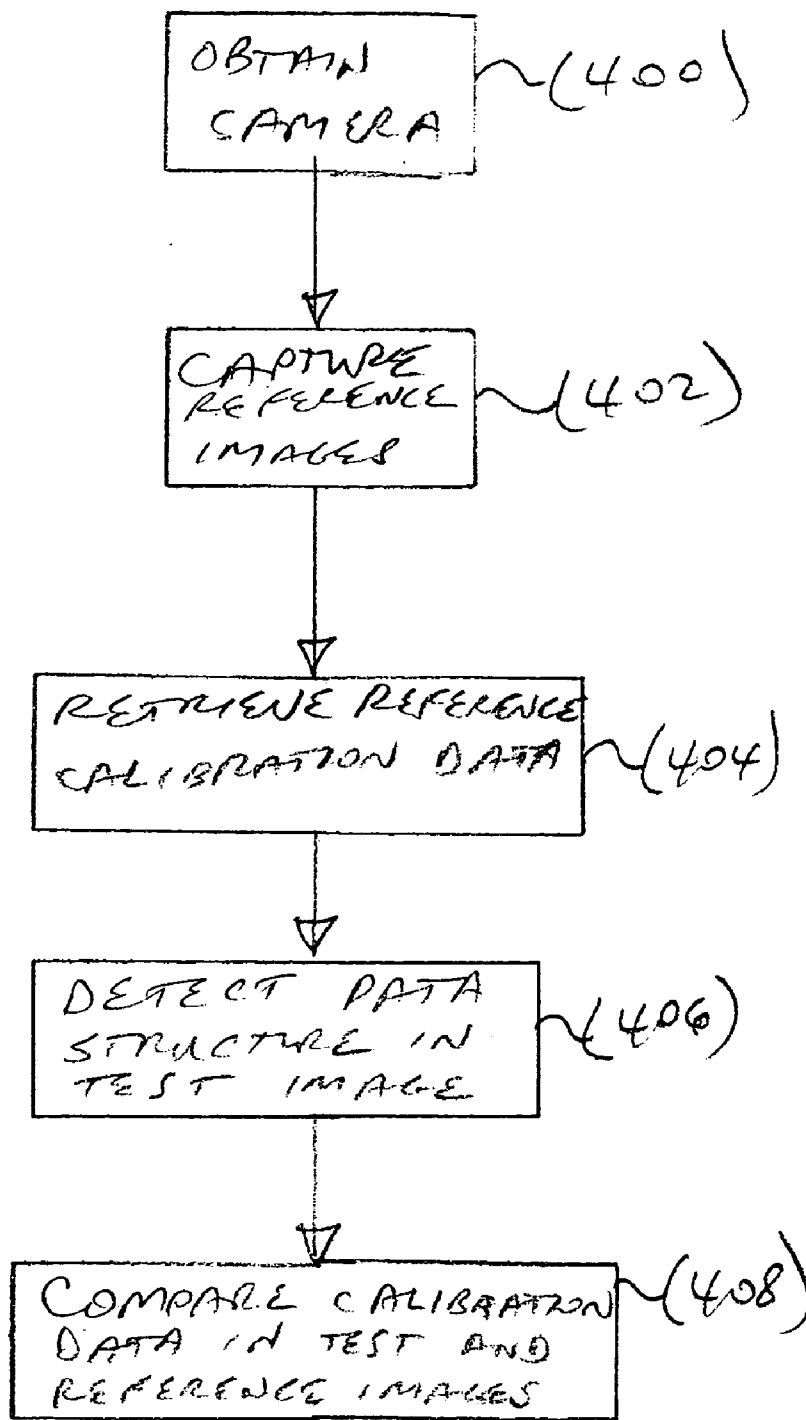 OBTAIN
CAMERA
(400)
CAPTURE
REFERENCE
IMAGES
(402)
RETRIEVE REFERENCE
CALIBRATION DATA
(404)
DETECT DATA
STRUCTURE IN
TEST IMAGE
(406)
COMPARE CALIBRATION
DATA IN TEST AND
REFERENCE IMAGES
(408)